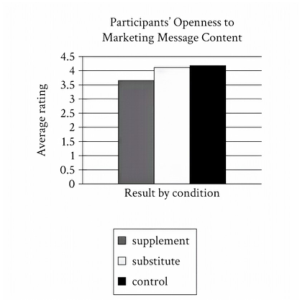 Participants' Openness to
Marketing Message Content
4.5
4
3.5
3
2.5
2
1.5
1
0.5
0
Average rating
Result by condition
supplement
substitute
control